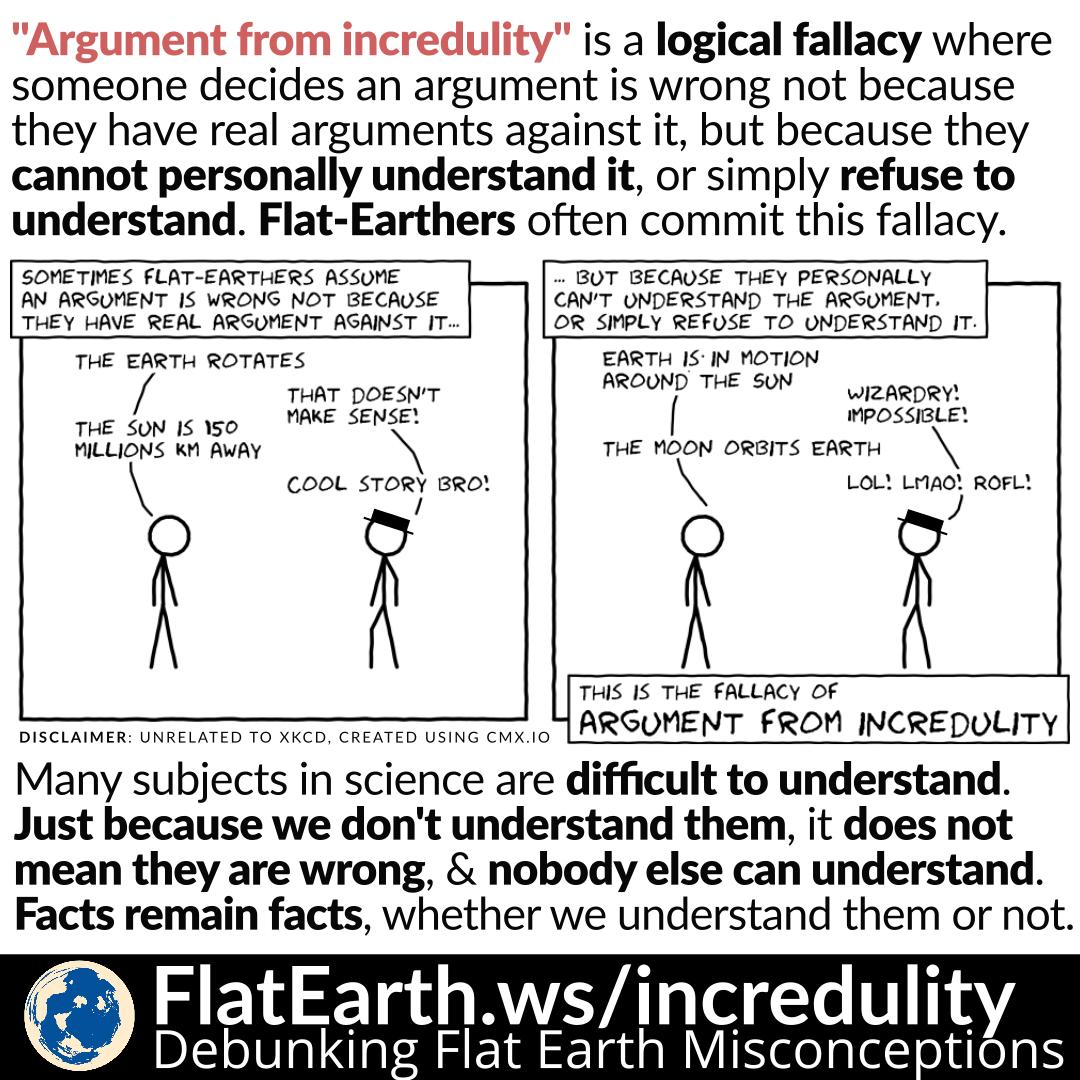 "Argument from incredulity" is a logical fallacy where
someone decides an argument is wrong not because
they have real arguments against it, but because they
cannot personally understand it, or simply refuse to
understand. Flat-Earthers often commit this fallacy.
SOMETIMES FLAT-EARTHERS ASSUME
AN ARGUMENT IS WRONG NOT BECAUSE
THEY HAVE REAL ARGUMENT AGAINST IT...
THE EARTH ROTATES
THAT DOESN'T
MAKE SENSE!
THE SUN IS 150
MILLIONS KM AWAY
COOL STORY BRO!
... BUT BECAUSE THEY PERSONALLY
CAN'T UNDERSTAND THE ARGUMENT,
OR SIMPLY REFUSE TO UNDERSTAND IT.
EARTH IS IN MOTION
AROUND THE SUN
WIZARDRY!
IMPOSSIBLE!
THE MOON ORBITS EARTH
LOL! LMAO! ROFL!
THIS IS THE FALLACY OF
ARGUMENT FROM INCREDULITY
DISCLAIMER: UNRELATED TO XKCD, CREATED USING CMX.IO
Many subjects in science are difficult to understand.
Just because we don't understand them, it does not
mean they are wrong, & nobody else can understand.
Facts remain facts, whether we understand them or not.
FlatEarth.ws/incredulity
Debunking Flat Earth Misconceptions